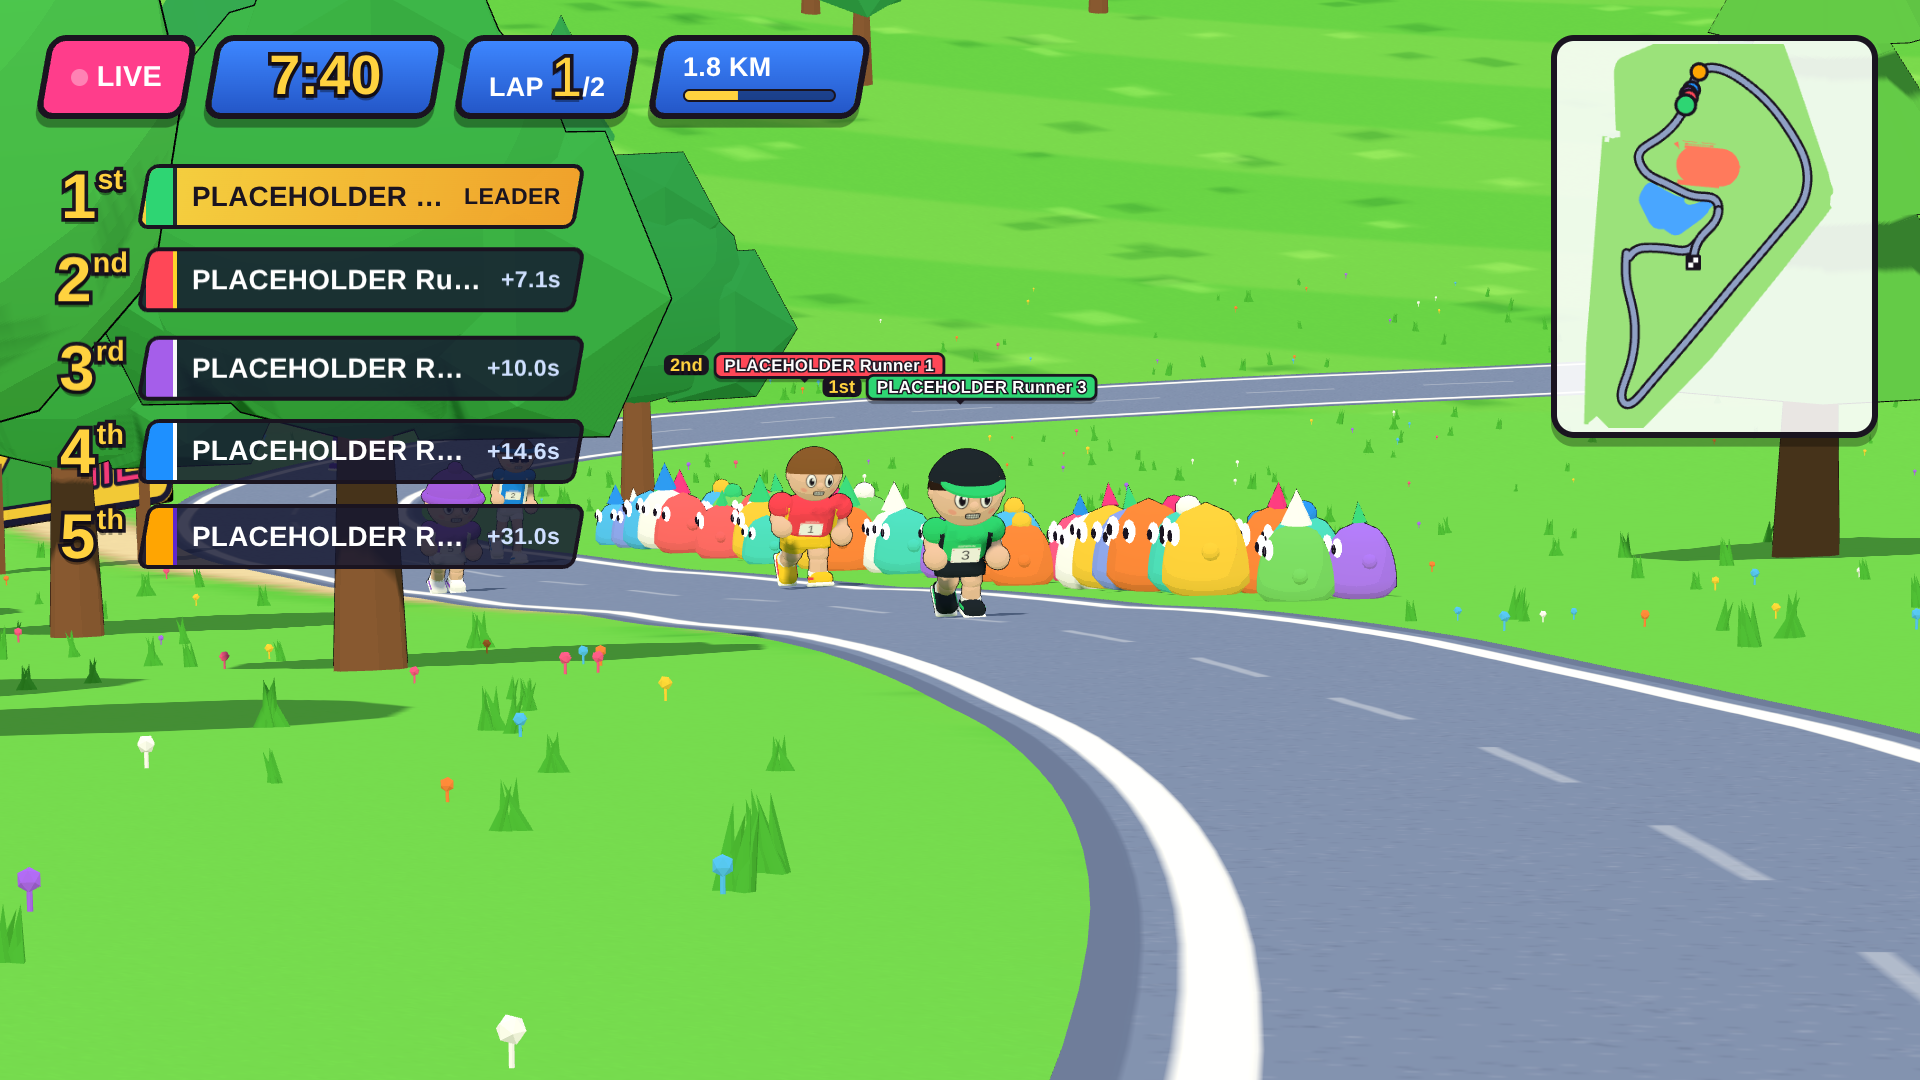 LIVE
7:40
LAP 1/2
1.8 KM
1st PLACEHOLDER ... LEADER
2nd PLACEHOLDER Ru... +7.1s
3rd PLACEHOLDER R... +10.0s
4th PLACEHOLDER R... +14.6s
5th PLACEHOLDER R... +31.0s
2nd PLACEHOLDER Runner 1
1st PLACEHOLDER Runner 3
2
1
3